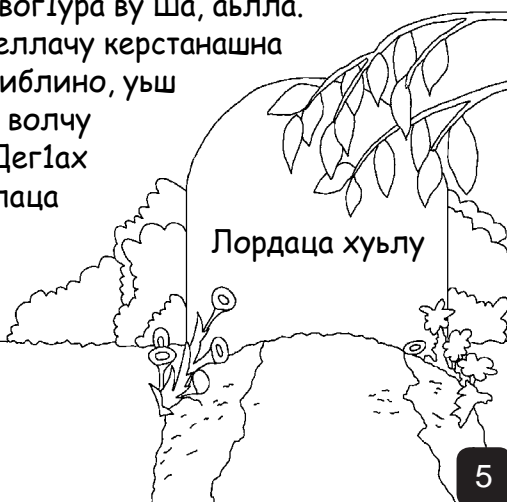 вог1ура ву Ша, аьлла.
еллачу керстанашна
иблино, уьш
волчу
Дег1ах
лаца
Лордаца хуьлу
5